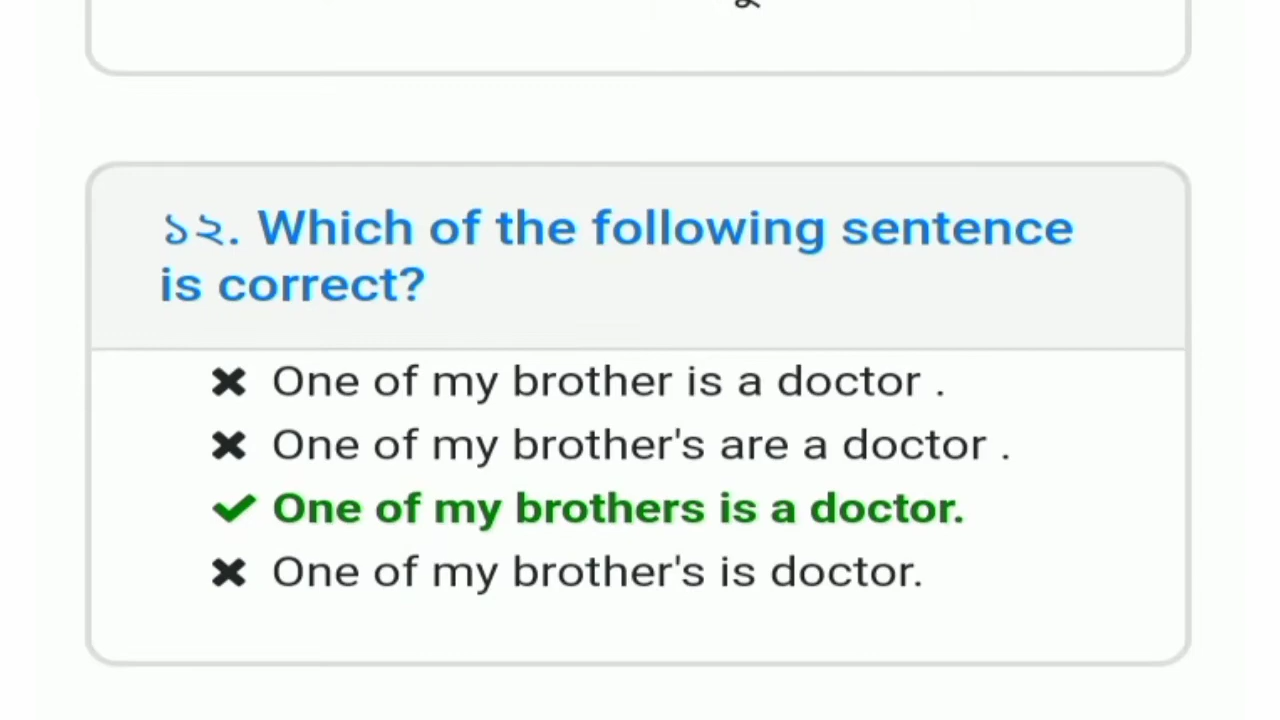 ১২. Which of the following sentence
is correct?
One of my brother is a doctor .
One of my brother's are a doctor .
One of my brothers is a doctor.
One of my brother's is doctor.